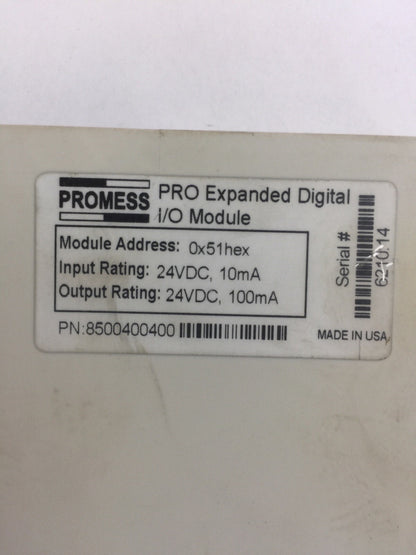 PROMESS
PRO Expanded Digital
I/O Module
Module Address: 0x51hex
Input Rating: 24VDC, 10mA
Output Rating: 24VDC, 100mA
PN:8500400400
MADE IN USA
Serial #